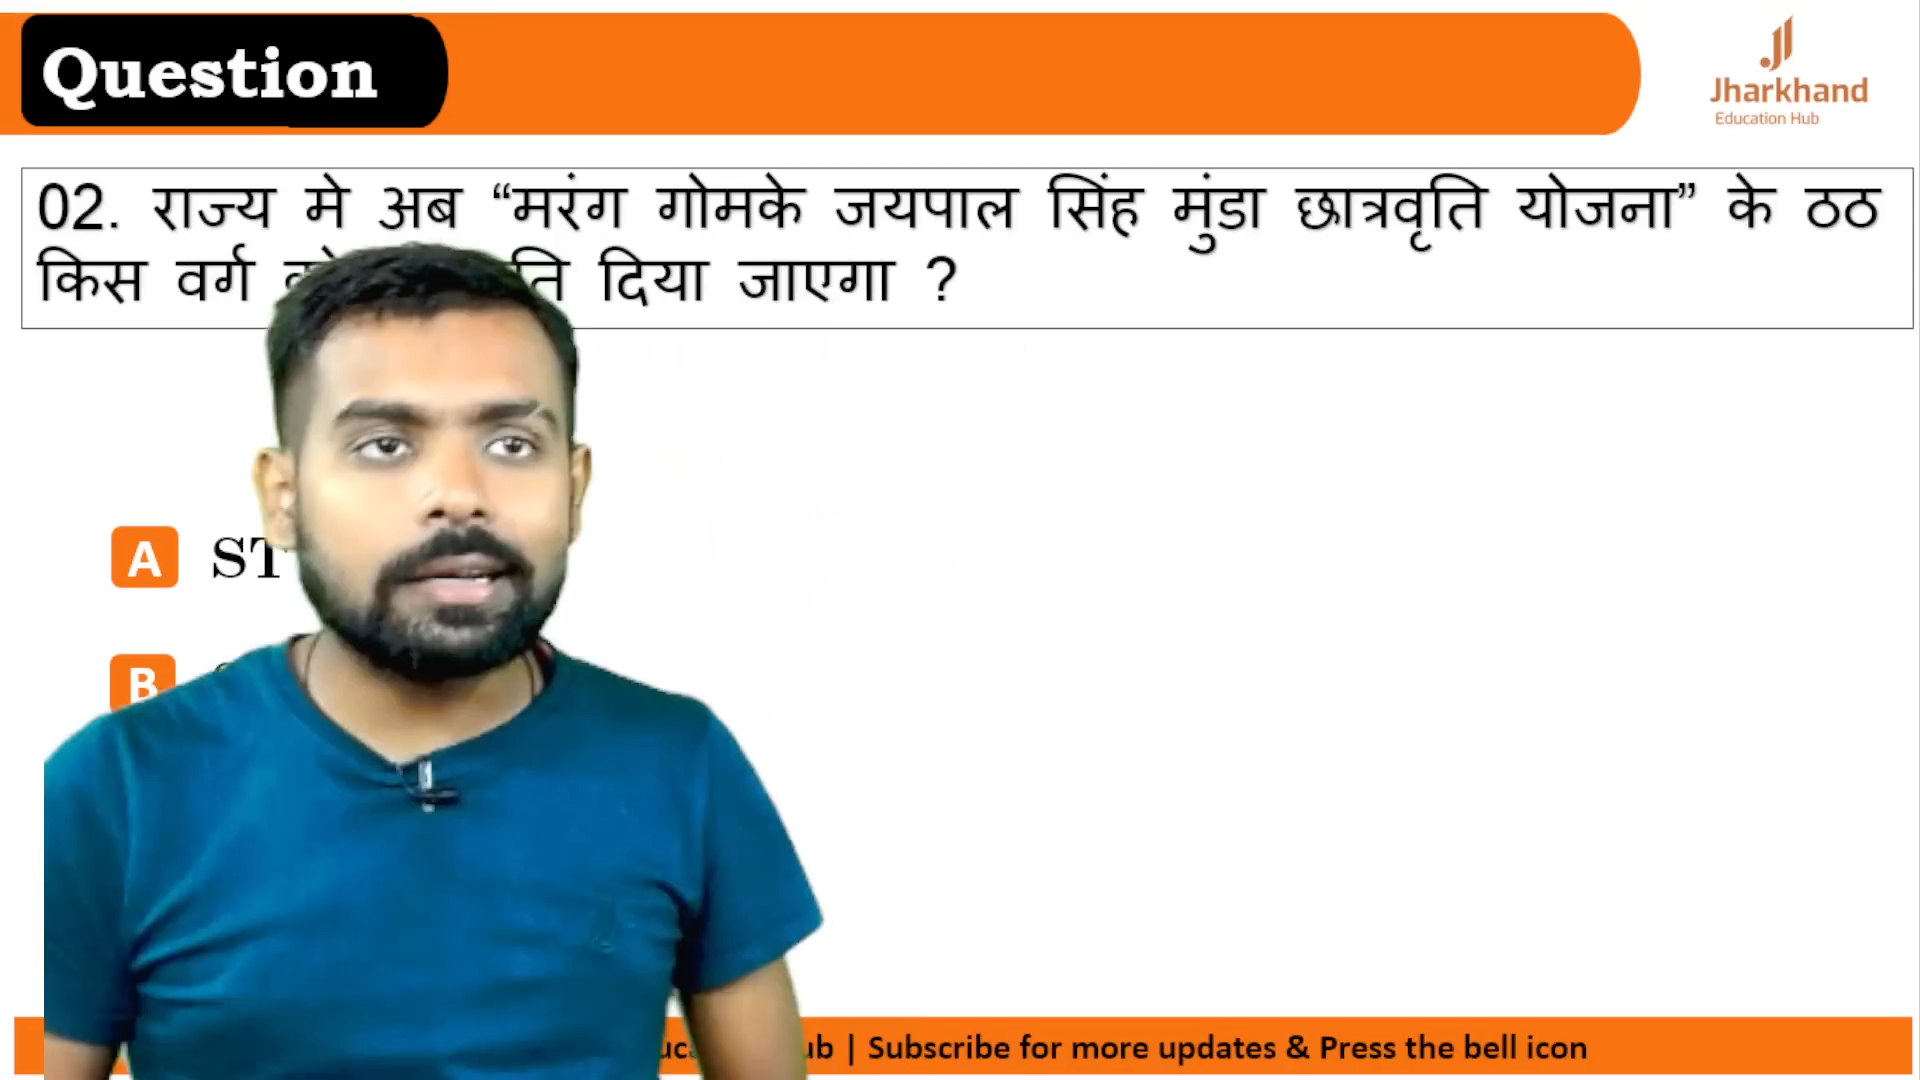 Question
Jharkhand
Education Hub
02. राज्य मे अब “मरंग गोमके जयपाल सिंह मुंडा छात्रवृति योजना” के ठठ
किस वर्ग दिया जाएगा ?
A ST
B
| Subscribe for more updates & Press the bell icon